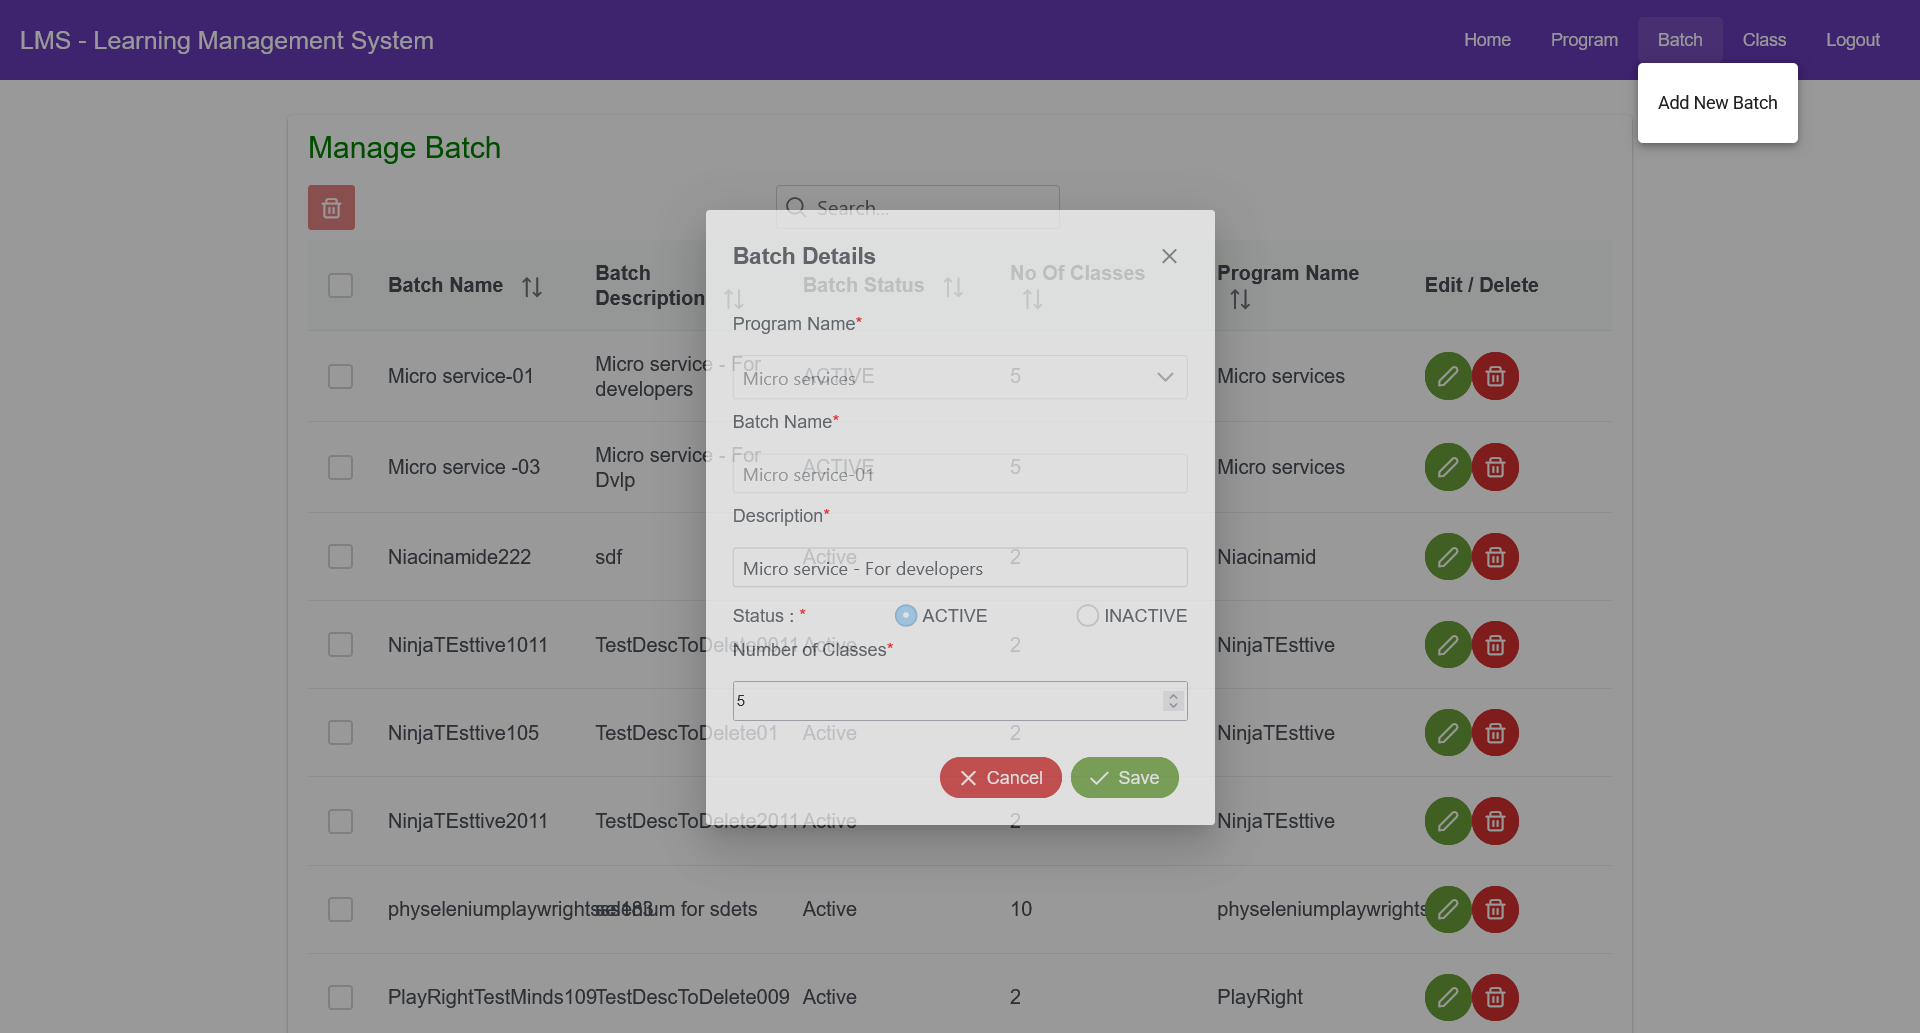 LMS - Learning Management System
Home Program Batch Class Logout
Add New Batch
Manage Batch
Search...
Batch Name Batch Description Batch Status No Of Classes Program Name Edit / Delete
Micro service-01 Micro service - For developers ACTIVE 5 Micro services
Micro service -03 Micro service - For Dvlp ACTIVE 5 Micro services
Niacinamide222 sdf Active 2 Niacinamid
NinjaTEsttive1011 TestDescToDelete0011 Active 2 NinjaTEsttive
NinjaTEsttive105 TestDescToDelete01 Active 2 NinjaTEsttive
NinjaTEsttive2011 TestDescToDelete2011 Active 2 NinjaTEsttive
selenium for sdets Active 10 physeleniumplaywrights
PlayRightTestMinds109 TestDescToDelete009 Active 2 PlayRight
Batch Details
Program Name*
Micro services
Batch Name*
Micro service-01
Description*
Micro service - For developers
Status : * ACTIVE INACTIVE
Number of Classes*
5
Cancel Save